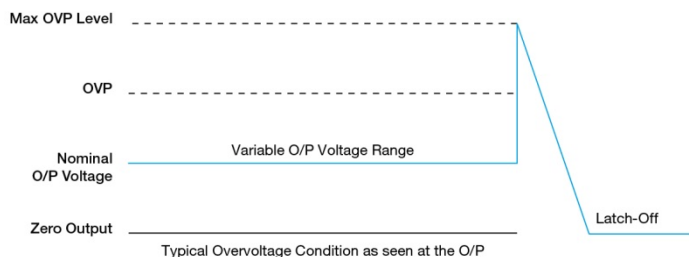 Max OVP Level
OVP
Variable O/P Voltage Range
Nominal
O/P Voltage
Latch-Off
Zero Output
Typical Overvoltage Condition as seen at the O/P